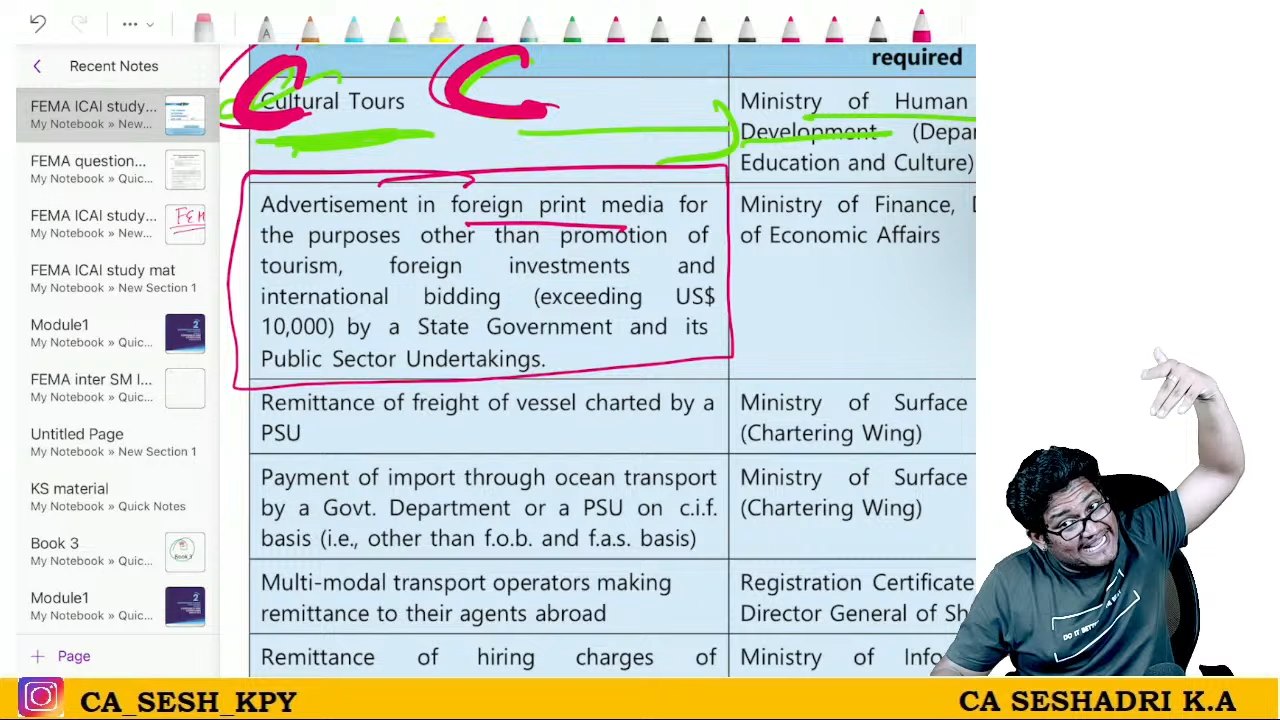 Recent Notes
FEMA ICAI study...
My Notebook » New...
FEMA question...
My Notebook » Quic...
FEMA ICAI study...
My Notebook » Quic...
FEM
FEMA ICAI study mat
My Notebook » New Section 1
Module1
My Notebook » Quic...
FEMA inter SM I...
My Notebook » Quic...
Untitled Page
My Notebook » New Section 1
KS material
My Notebook » Quick Notes
Book 3
My Notebook » Quic...
Book 3
Module1
My Notebook » Quic...
+ Page
required
C C
Cultural Tours
Ministry of Human
Development (Depar
Education and Culture)
Advertisement in foreign print media for
the purposes other than promotion of
tourism, foreign investments and
international bidding (exceeding US$
10,000) by a State Government and its
Public Sector Undertakings.
Ministry of Finance, D
of Economic Affairs
Remittance of freight of vessel charted by a
PSU
Ministry of Surface
(Chartering Wing)
Payment of import through ocean transport
by a Govt. Department or a PSU on c.i.f.
basis (i.e., other than f.o.b. and f.a.s. basis)
Ministry of Surface
(Chartering Wing)
Multi-modal transport operators making
remittance to their agents abroad
Registration Certificate
Director General of Sh
Remittance of hiring charges of
Ministry of Info
CA_SESH_KPY
CA SESHADRI K.A